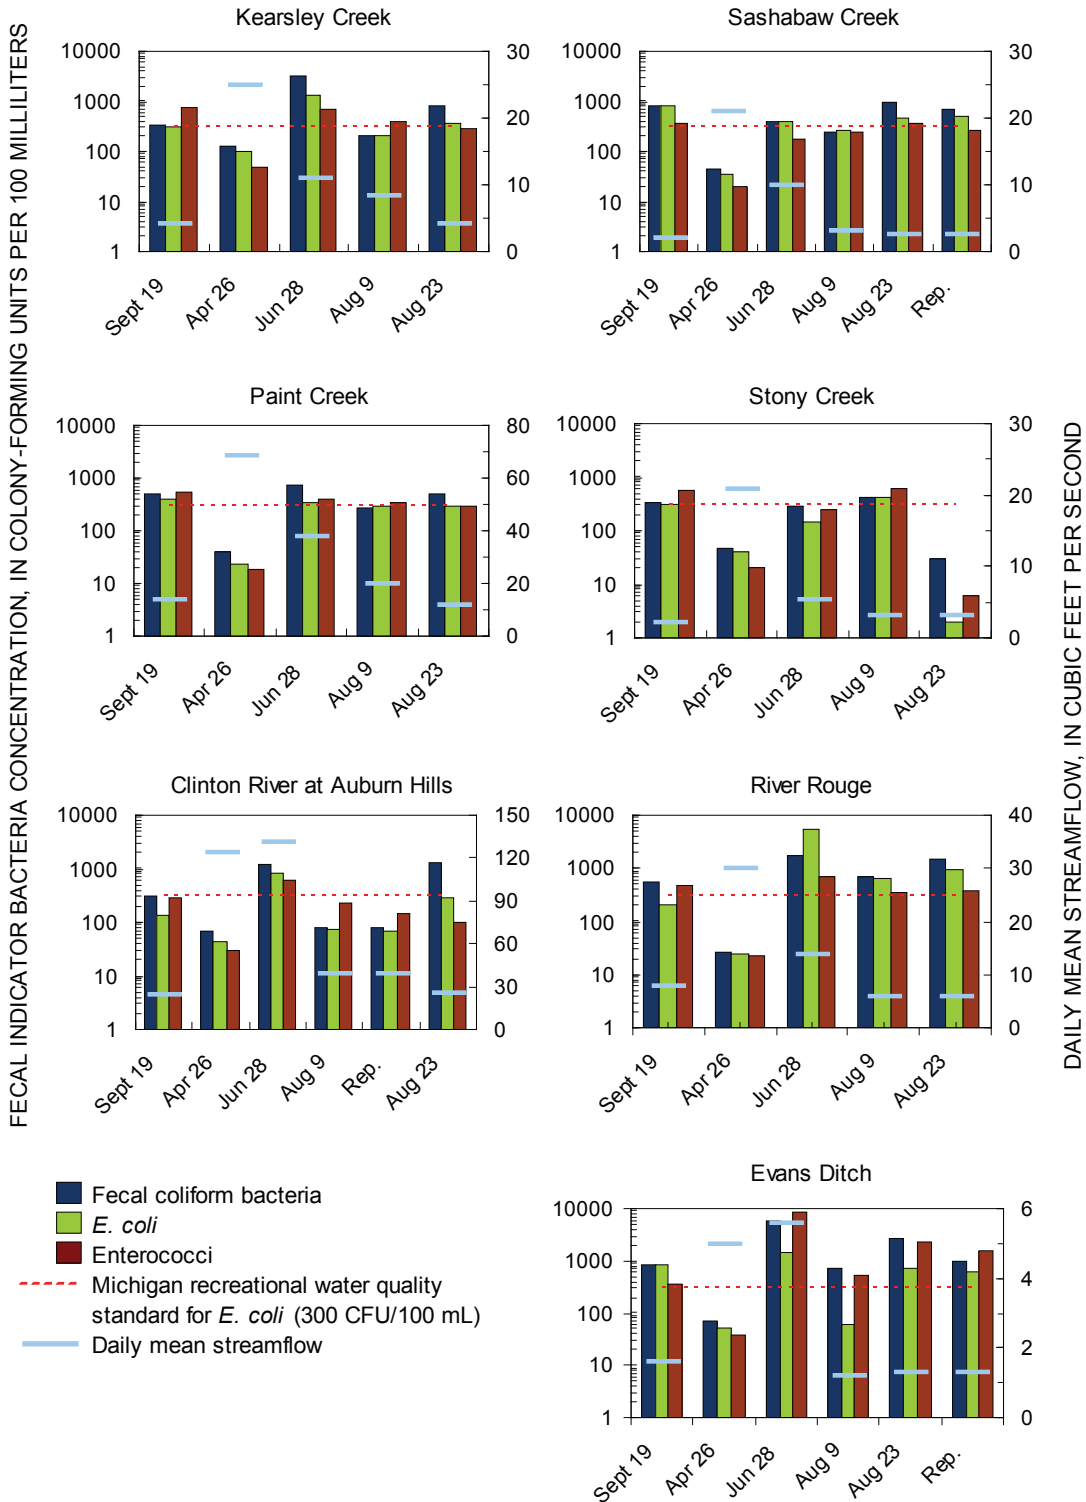 FECAL INDICATOR BACTERIA CONCENTRATION, IN COLONY-FORMING UNITS PER 100 MILLILITERS
Kearsley Creek
10000
1000
100
10
1
30
20
10
0
Sept 19
Apr 26
Jun 28
Aug 9
Aug 23
Sashabaw Creek
10000
1000
100
10
1
30
20
10
0
Sept 19
Apr 26
Jun 28
Aug 9
Aug 23
Rep.
Paint Creek
10000
1000
100
10
1
80
60
40
20
0
Sept 19
Apr 26
Jun 28
Aug 9
Aug 23
Stony Creek
10000
1000
100
10
1
30
20
10
0
Sept 19
Apr 26
Jun 28
Aug 9
Aug 23
Clinton River at Auburn Hills
10000
1000
100
10
1
150
120
90
60
30
0
Sept 19
Apr 26
Jun 28
Aug 9
Rep.
Aug 23
River Rouge
10000
1000
100
10
1
40
30
20
10
0
Sept 19
Apr 26
Jun 28
Aug 9
Aug 23
DAILY MEAN STREAMFLOW, IN CUBIC FEET PER SECOND
Fecal coliform bacteria
E. coli
Enterococci
Michigan recreational water quality
standard for E. coli (300 CFU/100 mL)
Daily mean streamflow
Evans Ditch
10000
1000
100
10
1
6
4
2
0
Sept 19
Apr 26
Jun 28
Aug 9
Aug 23
Rep.